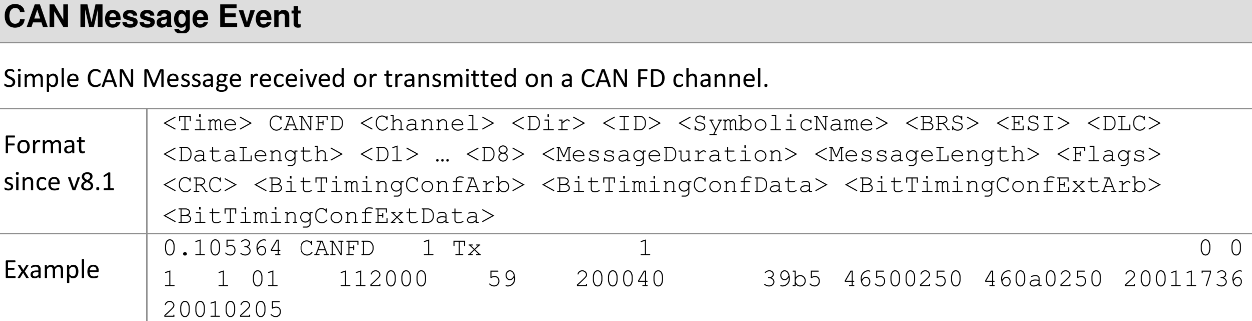 CAN Message Event
Simple CAN Message received or transmitted on a CAN FD channel.
Format
since v8.1
<Time> CANFD <Channel> <Dir> <ID> <SymbolicName> <BRS> <ESI> <DLC>
<DataLength> <D1> … <D8> <MessageDuration> <MessageLength> <Flags>
<CRC> <BitTimingConfArb> <BitTimingConfData> <BitTimingConfExtArb>
<BitTimingConfExtData>
Example
0.105364 CANFD 1 Tx 1 0 0
1 1 01 112000 59 200040 39b5 46500250 460a0250 20011736
20010205